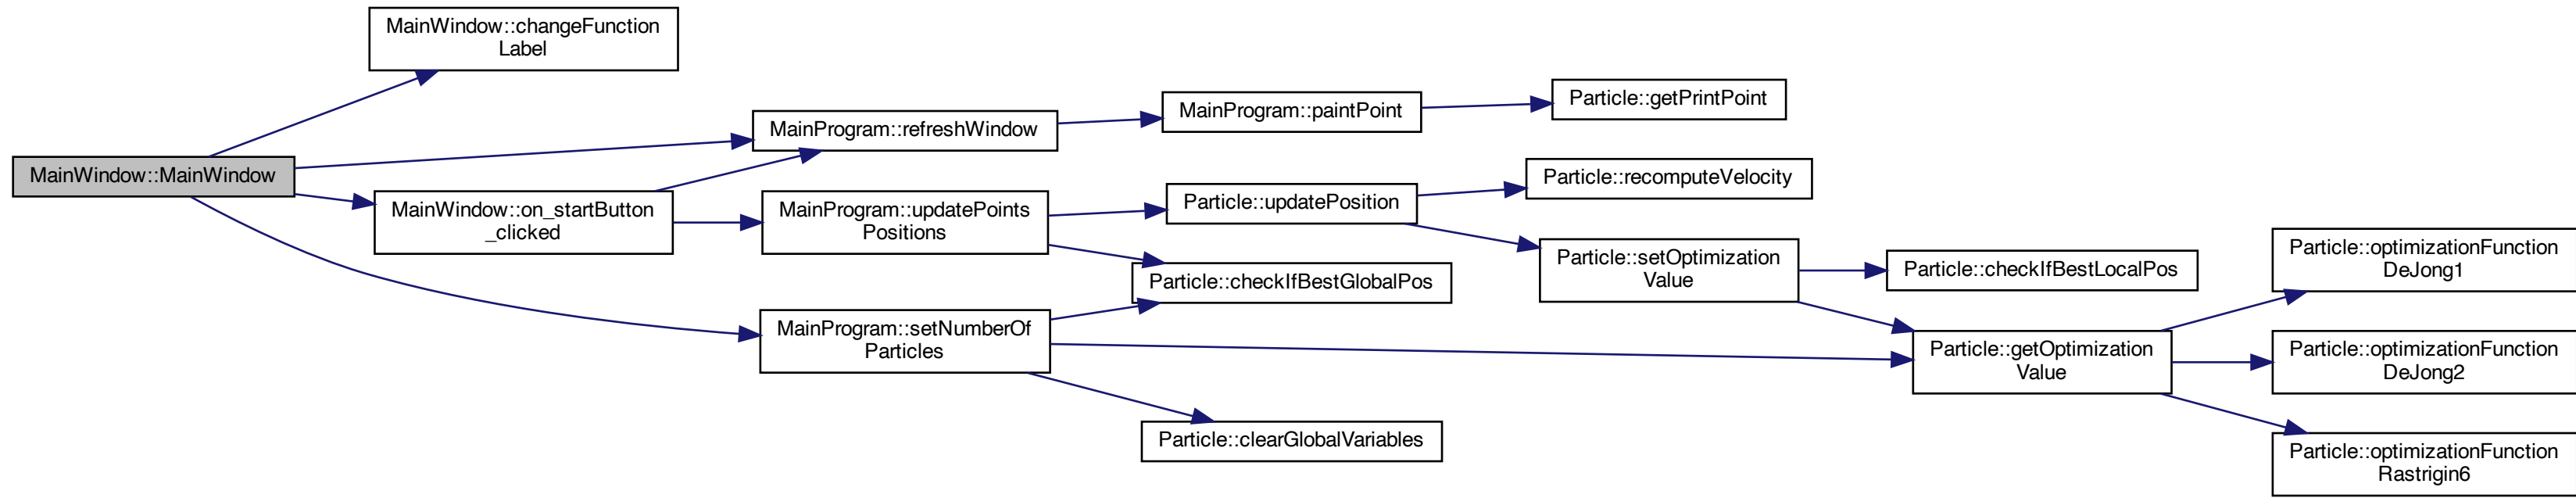 MainWindow::MainWindow
MainWindow::changeFunction
Label
MainProgram::refreshWindow
MainWindow::on_startButton
_clicked
MainProgram::setNumberOf
Particles
MainProgram::paintPoint
MainProgram::updatePoints
Positions
Particle::getPrintPoint
Particle::updatePosition
Particle::checkIfBestGlobalPos
Particle::clearGlobalVariables
Particle::recomputeVelocity
Particle::setOptimization
Value
Particle::checkIfBestLocalPos
Particle::getOptimization
Value
Particle::optimizationFunction
DeJong1
Particle::optimizationFunction
DeJong2
Particle::optimizationFunction
Rastrigin6